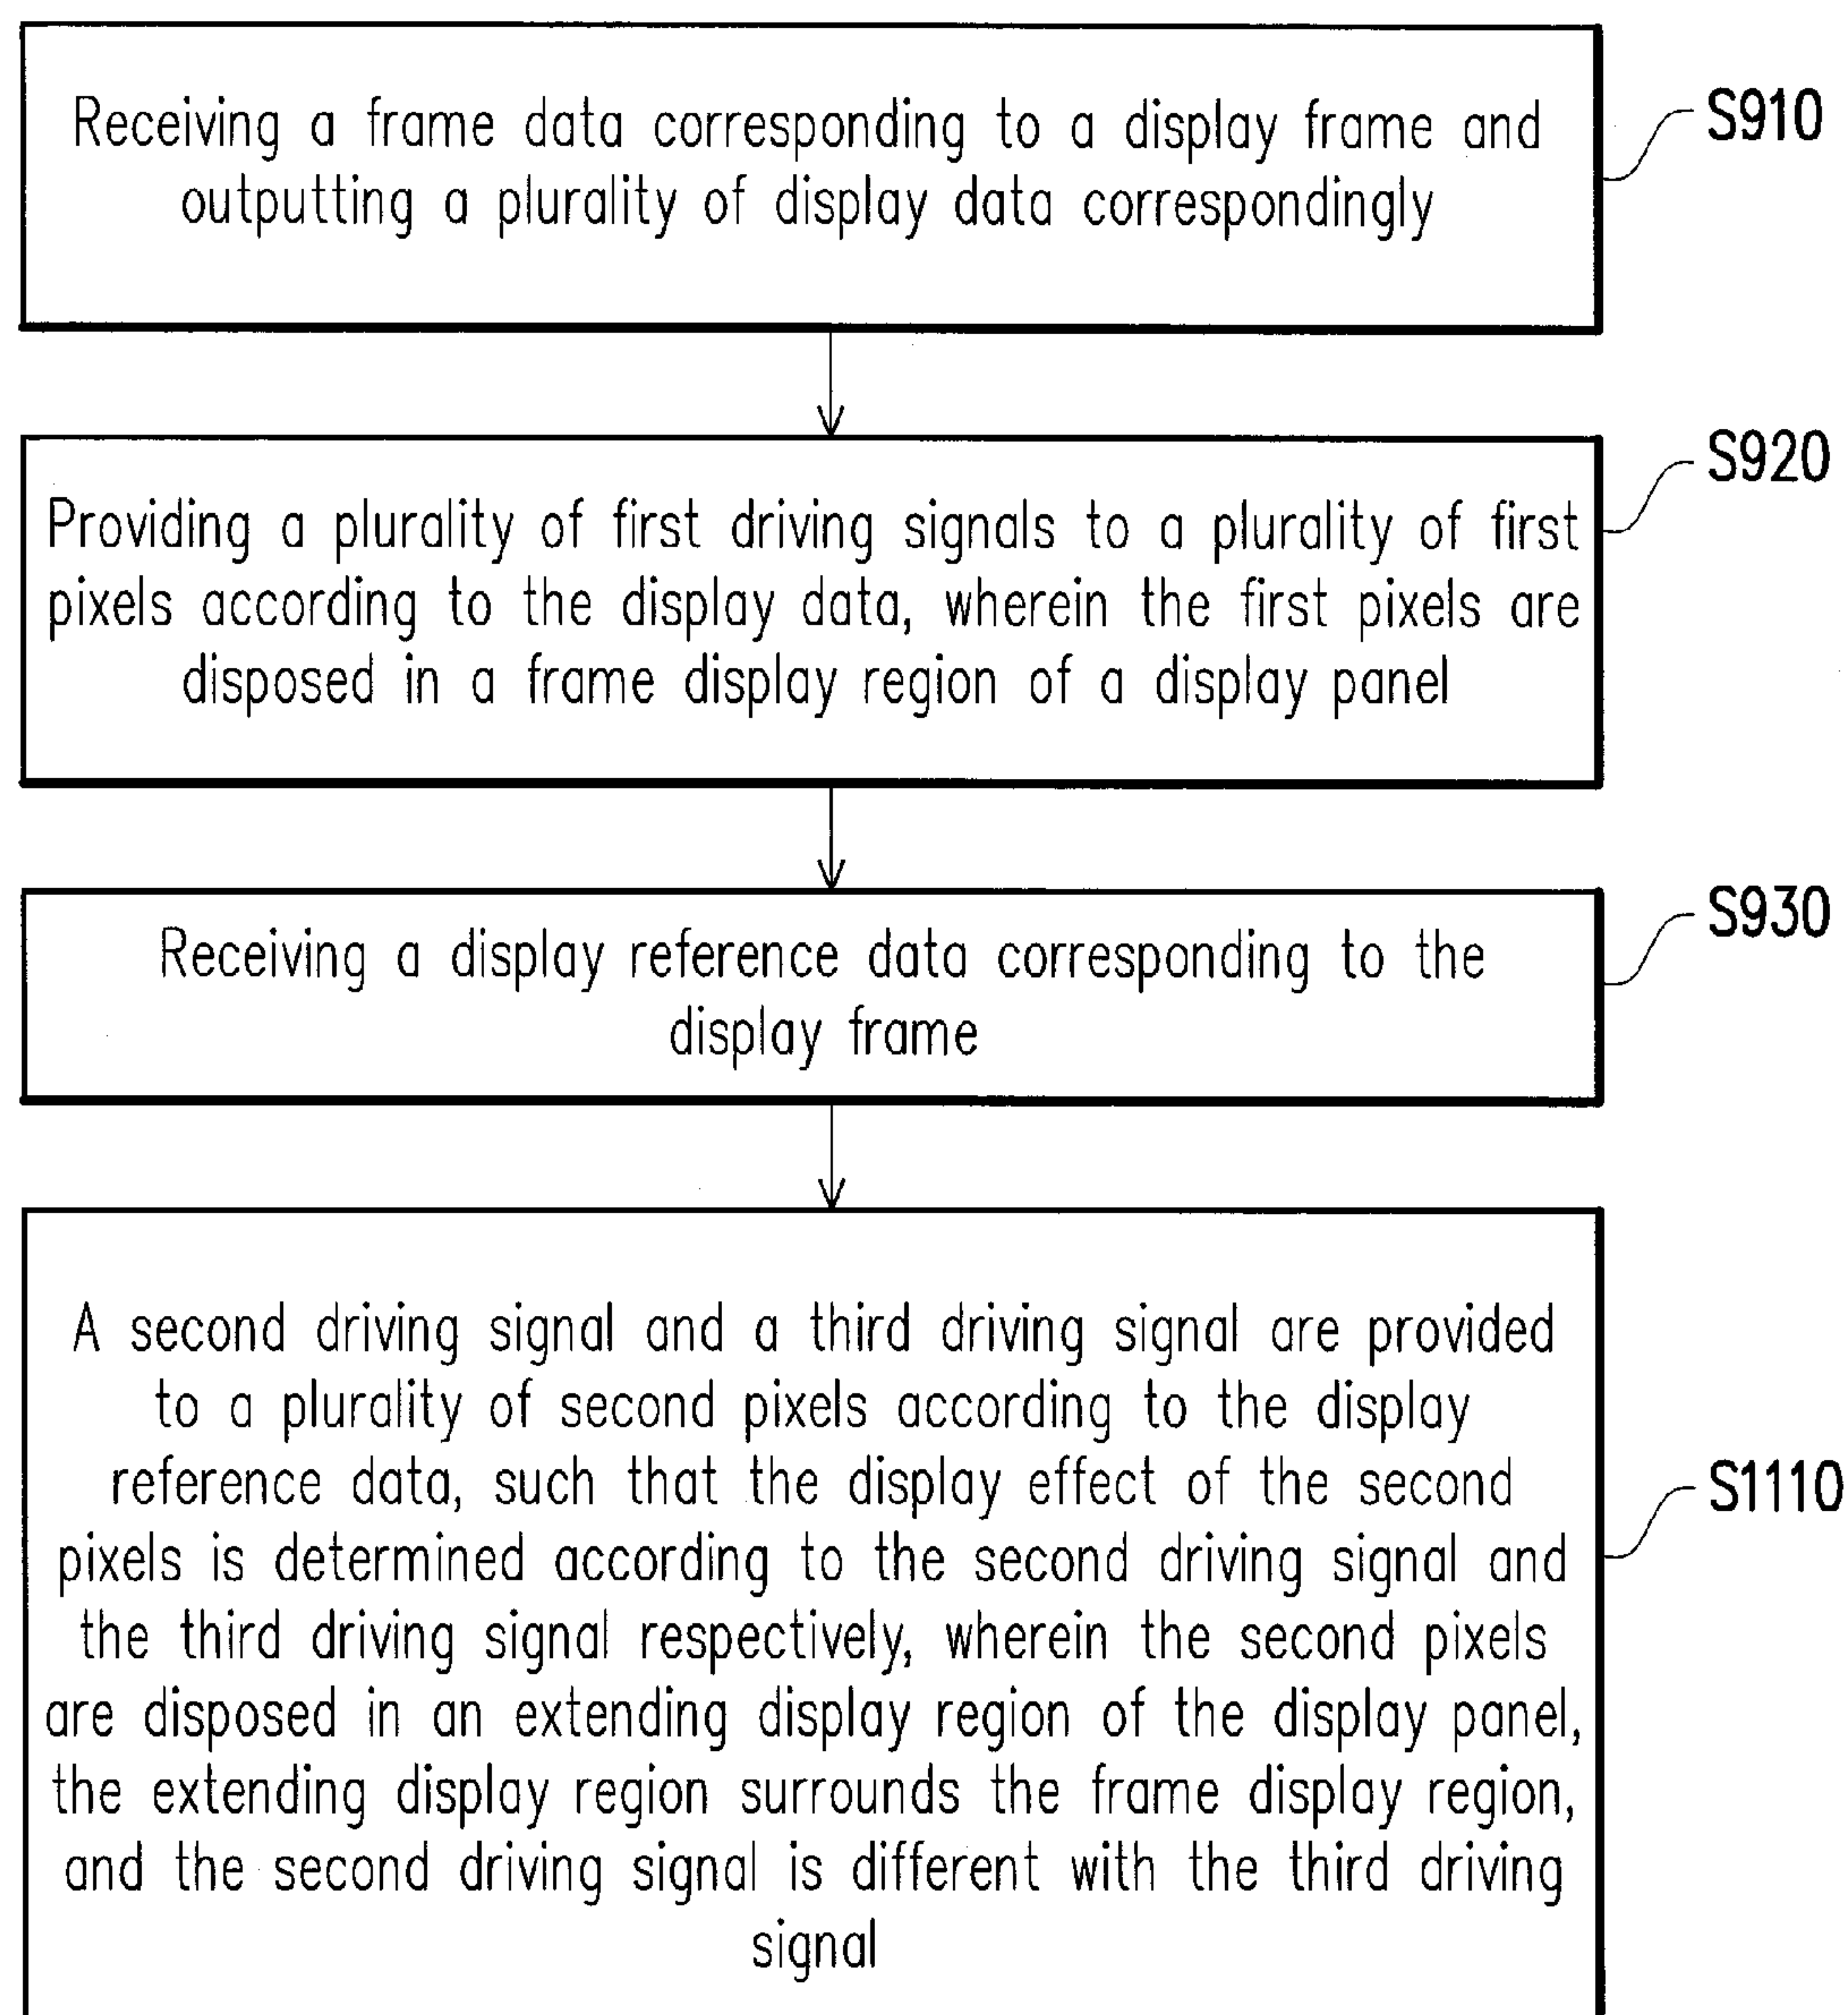 Receiving a frame data corresponding to a display frame and
outputting a plurality of display data correspondingly
S910
Providing a plurality of first driving signals to a plurality of first
pixels according to the display data, wherein the first pixels are
disposed in a frame display region of a display panel
S920
Receiving a display reference data corresponding to the
display frame
S930
A second driving signal and a third driving signal are provided
to a plurality of second pixels according to the display
reference data, such that the display effect of the second
pixels is determined according to the second driving signal and
the third driving signal respectively, wherein the second pixels
are disposed in an extending display region of the display panel,
the extending display region surrounds the frame display region,
and the second driving signal is different with the third driving
signal
S1110